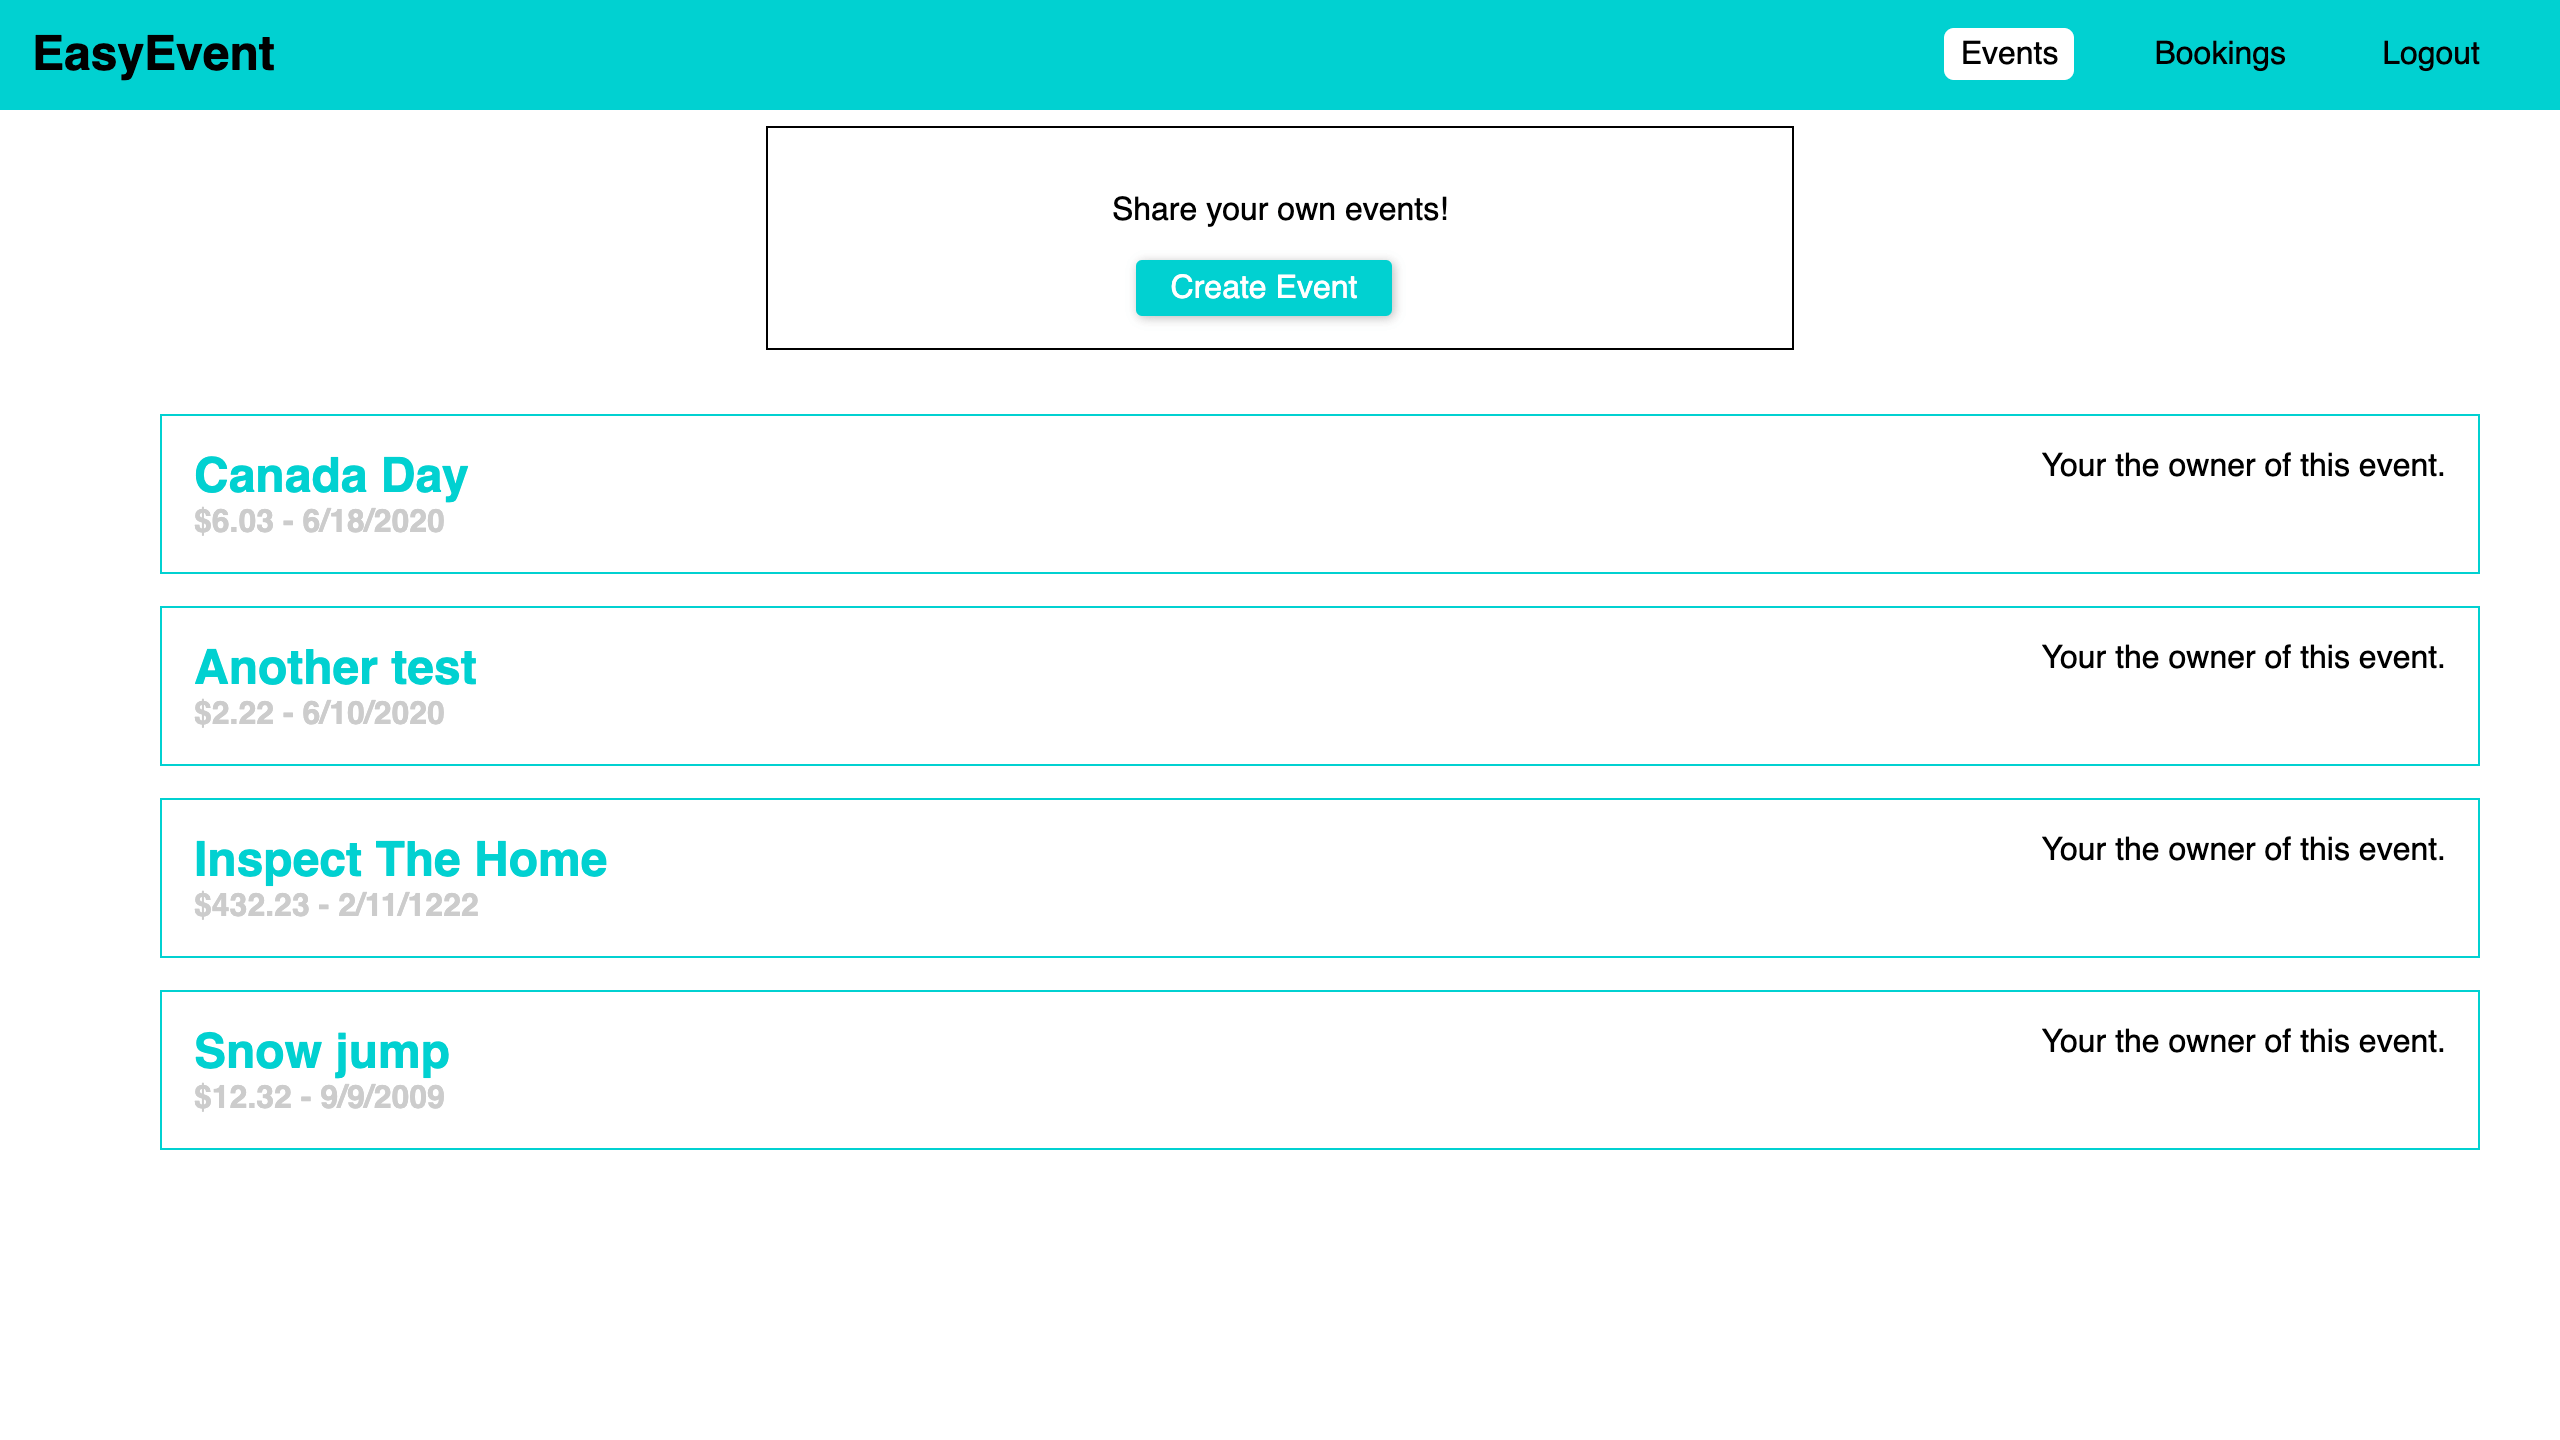 EasyEvent
Events Bookings Logout
Share your own events!
Create Event
Canada Day
$6.03 - 6/18/2020
Your the owner of this event.
Another test
$2.22 - 6/10/2020
Your the owner of this event.
Inspect The Home
$432.23 - 2/11/1222
Your the owner of this event.
Snow jump
$12.32 - 9/9/2009
Your the owner of this event.